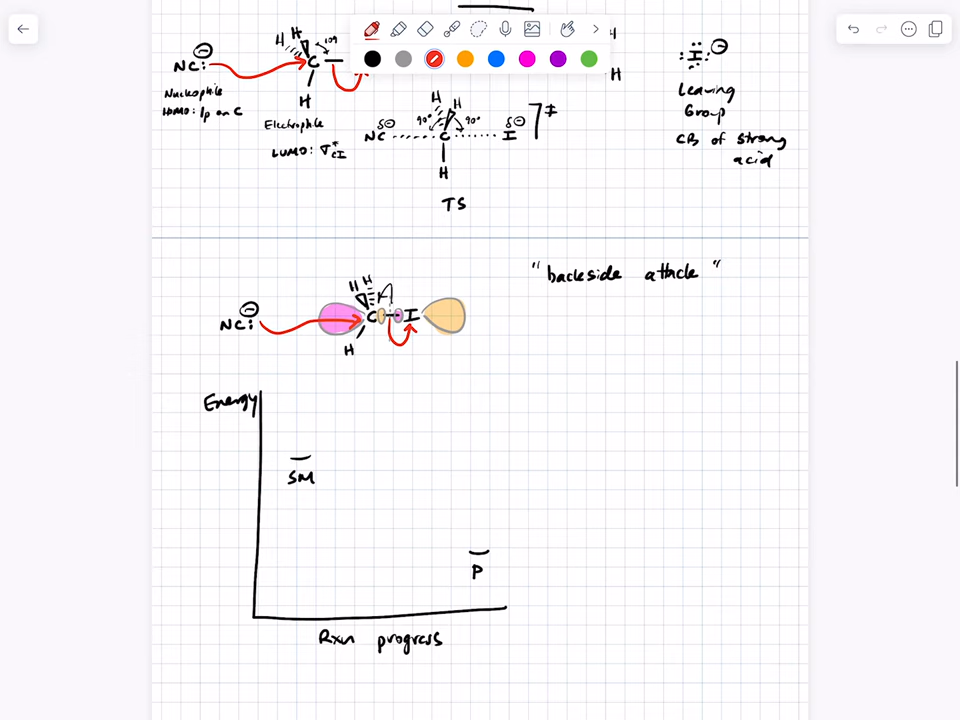 H H
109
NC:⊖
C
H
Nucleophile
HOMO: lp on C
Electrophile
LUMO: σ*CI
H H
90° 90°
δ⊖ δ⊖
NC C I ‡
H
TS
H
:I:⊖
Leaving
Group
CB of strong
acid
"backside attack"
H H
NC:⊖ C I
H
Energy
SM
P
Rxn progress